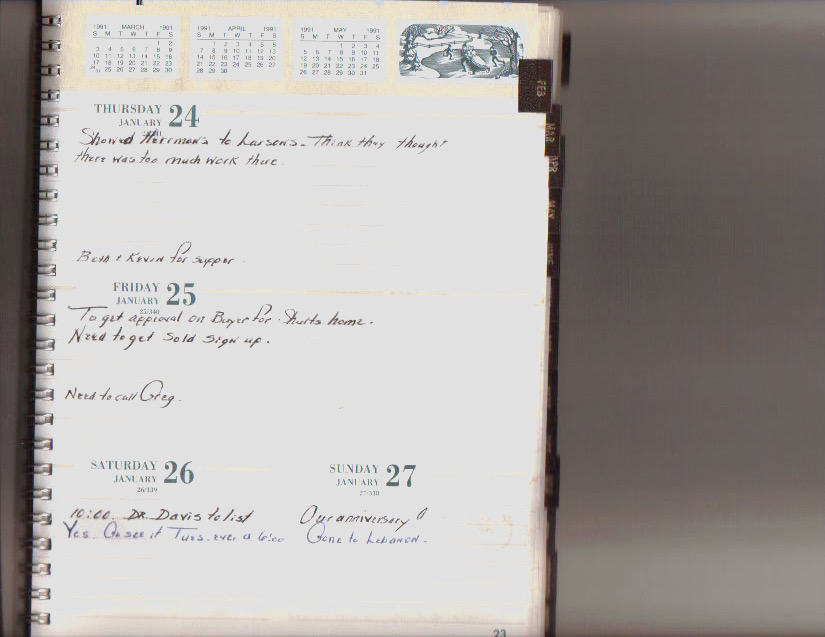 1991 MARCH 1991
S M T W T F S
1 2
3 4 5 6 7 8 9
10 11 12 13 14 15 16
17 18 19 20 21 22 23
24/31 25 26 27 28 29 30
1991 APRIL 1991
S M T W T F S
1 2 3 4 5 6
7 8 9 10 11 12 13
14 15 16 17 18 19 20
21 22 23 24 25 26 27
28 29 30
1991 MAY 1991
S M T W T F S
1 2 3 4
5 6 7 8 9 10 11
12 13 14 15 16 17 18
19 20 21 22 23 24 25
26 27 28 29 30 31
FEB
MAR
APR
MAY
JUNE
THURSDAY 24
JANUARY
Showed Herrman's to Larsons - Think they thought
there was too much work there.
Beth & Kevin for supper
FRIDAY 25
JANUARY
25/340
To get approval on Buyer for Shults home.
Need to get Sold Sign up.
Need to call Greg.
SATURDAY 26
JANUARY
26/339
10:00 DR. Davis to list
Yes. Go see it Tues. eve. @ 6:00
SUNDAY 27
JANUARY
27/338
Our anniversary
Gone to Lebanon.
23